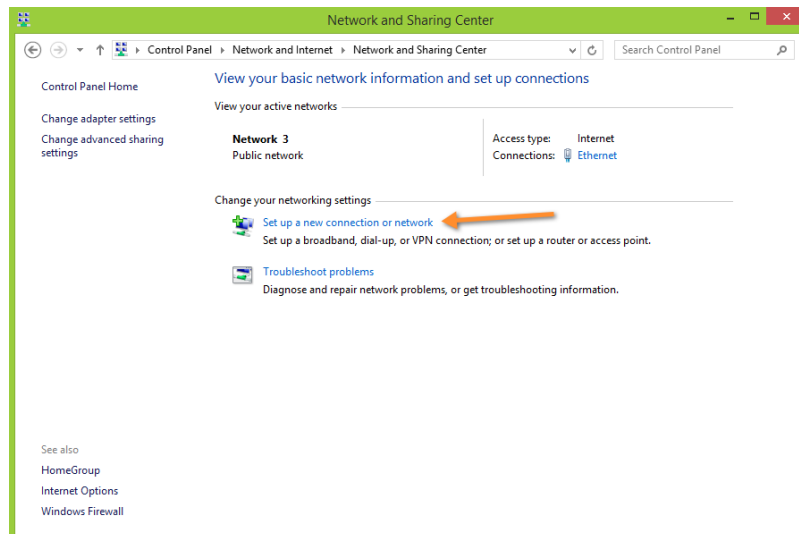 Network and Sharing Center
Control Panel Network and Internet Network and Sharing Center
Search Control Panel
Control Panel Home
Change adapter settings
Change advanced sharing
settings
View your basic network information and set up connections
View your active networks
Network 3
Public network
Access type: Internet
Connections: Ethernet
Change your networking settings
Set up a new connection or network
Set up a broadband, dial-up, or VPN connection; or set up a router or access point.
Troubleshoot problems
Diagnose and repair network problems, or get troubleshooting information.
See also
HomeGroup
Internet Options
Windows Firewall